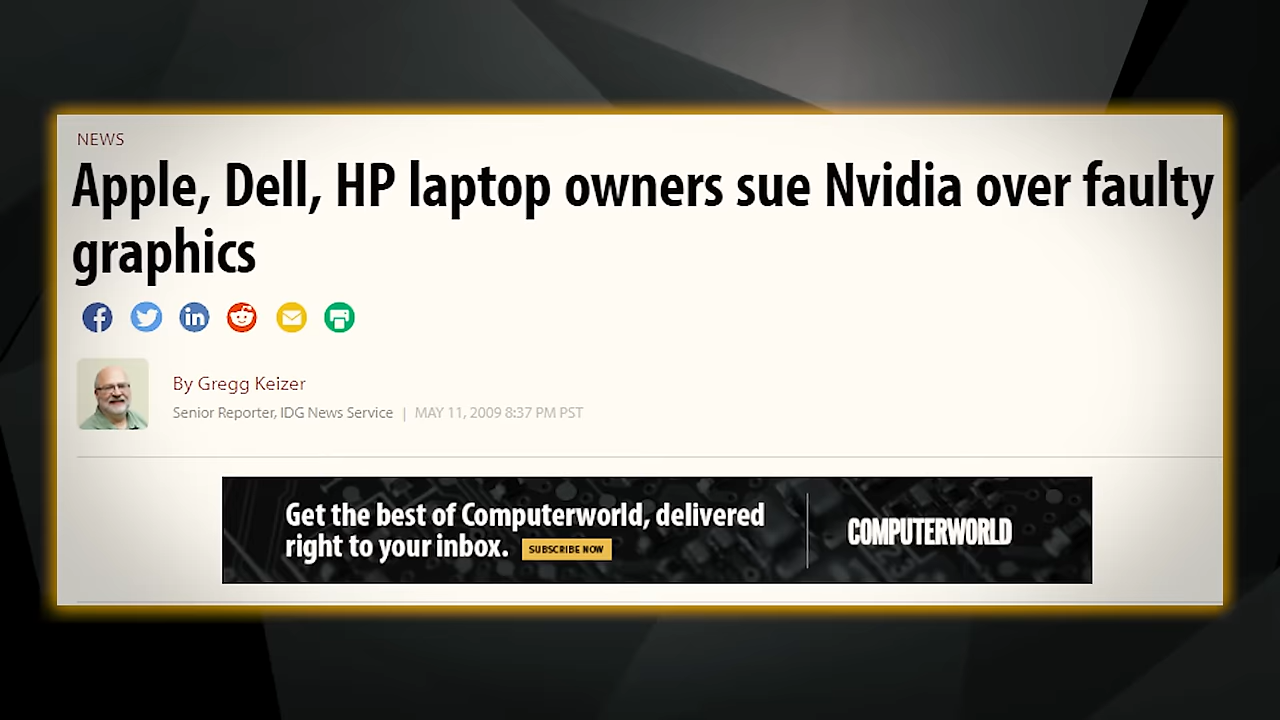 NEWS
Apple, Dell, HP laptop owners sue Nvidia over faulty
graphics
By Gregg Keizer
Senior Reporter, IDG News Service | MAY 11, 2009 8:37 PM PST
Get the best of Computerworld, delivered
right to your inbox. SUBSCRIBE NOW
COMPUTERWORLD